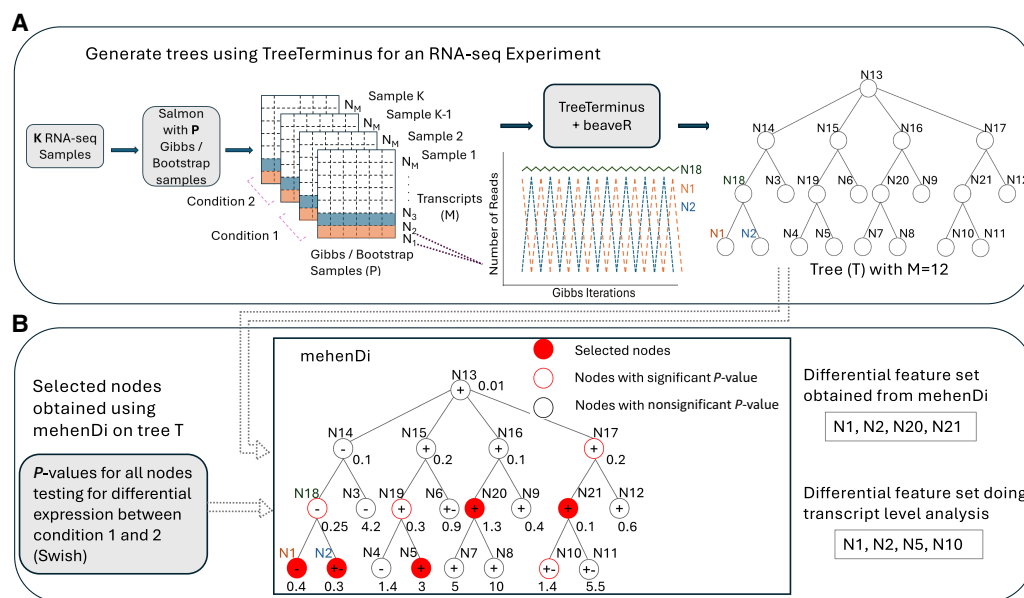 A
Generate trees using TreeTerminus for an RNA-seq Experiment
K RNA-seq
Samples
Salmon
with P
Gibbs /
Bootstrap
samples
Condition 2
Condition 1
N_M
Sample K
N_M
Sample K-1
N_M
Sample 2
N_M
Sample 1
Transcripts
(M)
N_3
N_2
N_1
Gibbs / Bootstrap
Samples (P)
TreeTerminus
+ beaveR
Number of Reads
N18
N1
N2
Gibbs Iterations
N13
N14 N15 N16 N17
N18 N3 N19 N6 N20 N9 N21 N12
N1 N2 N4 N5 N7 N8 N10 N11
Tree (T) with M=12
B
Selected nodes
obtained using
mehenDi on tree T
P-values for all nodes
testing for differential
expression between
condition 1 and 2
(Swish)
mehenDi
Selected nodes
Nodes with significant P-value
Nodes with nonsignificant P-value
N13
+ 0.01
N14 N15 N16 N17
- + + +
0.1 0.2 0.1 0.2
N18 N3 N19 N6 N20 N9 N21 N12
- - + +- + + + +
0.25 4.2 0.3 0.9 1.3 0.4 0.1 0.6
N1 N2 N4 N5 N7 N8 N10 N11
- +- - + + + +- +-
0.4 0.3 1.4 3 5 10 1.4 5.5
Differential feature set
obtained from mehenDi
N1, N2, N20, N21
Differential feature set doing
transcript level analysis
N1, N2, N5, N10